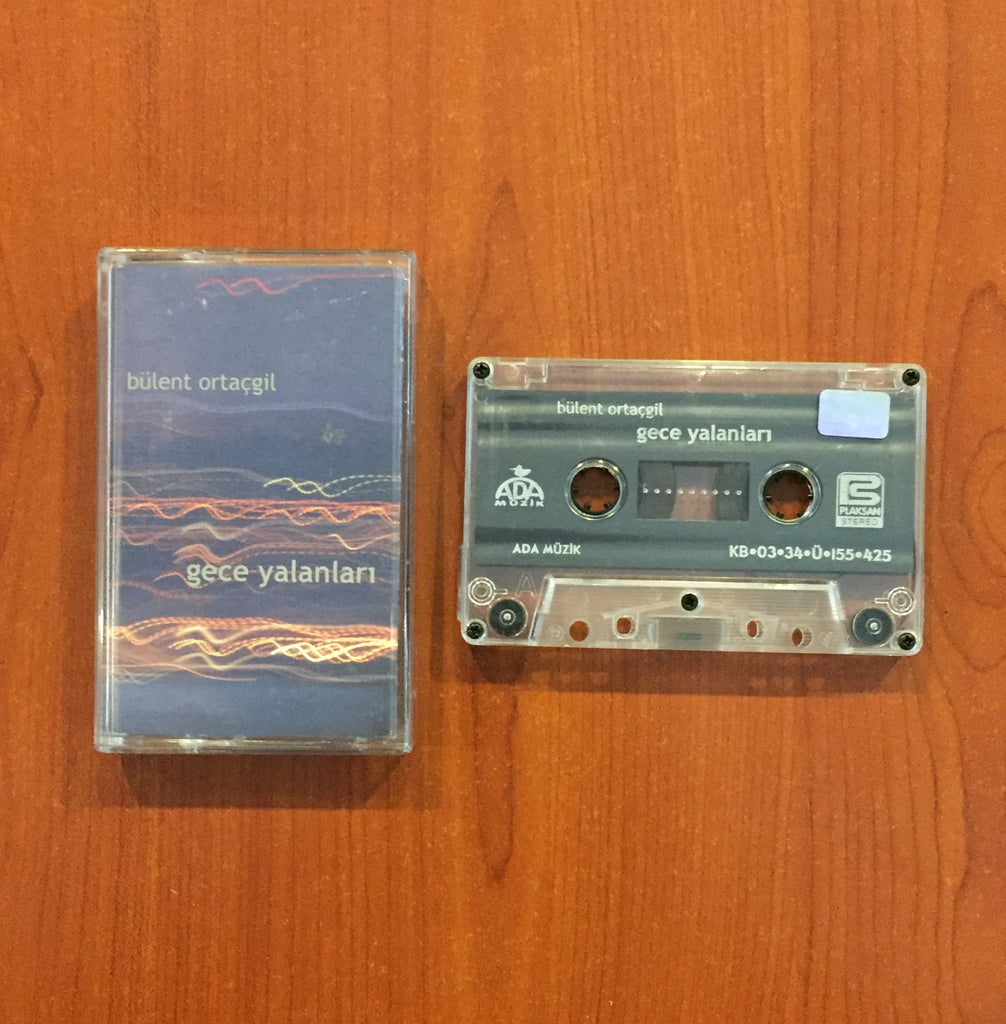 bülent ortaçgil
gece yalanları
bülent ortaçgil
gece yalanları
ADA
MÜZİK
PLAKSAN
STEREO
ADA MÜZİK
KB•03•34•Ü•155•425
A